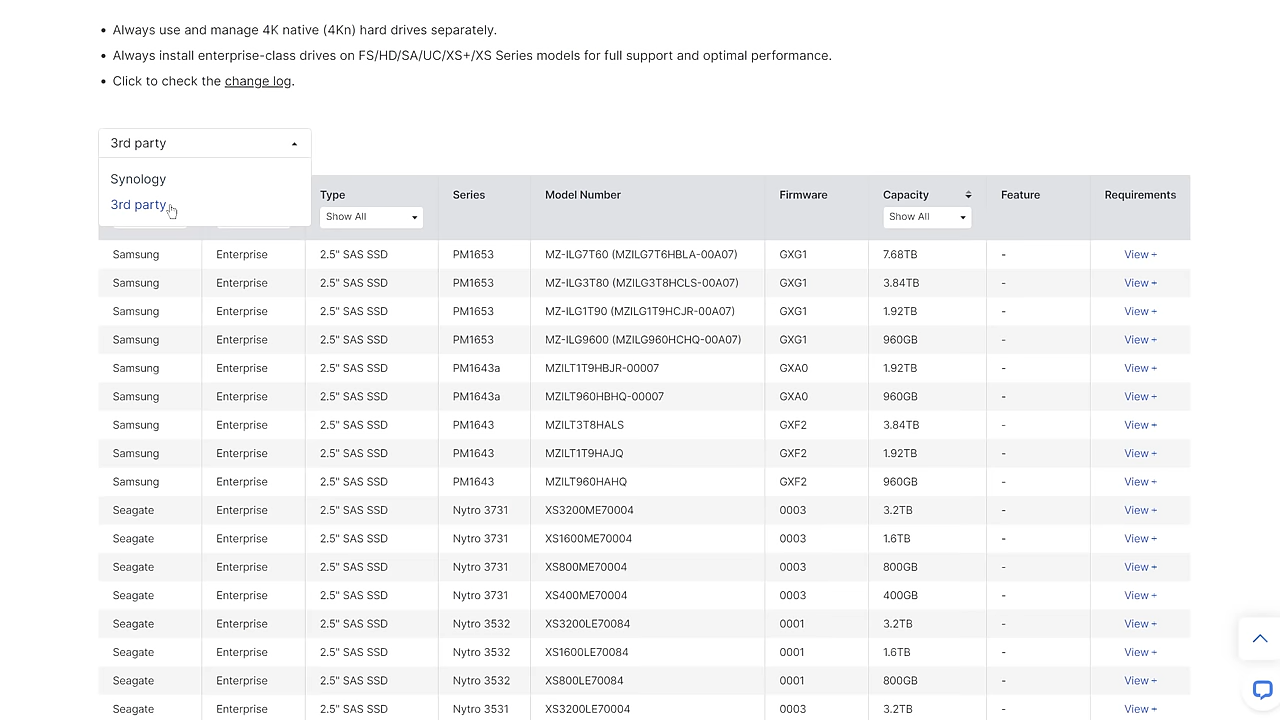 Always use and manage 4K native (4Kn) hard drives separately.
Always install enterprise-class drives on FS/HD/SA/UC/XS+/XS Series models for full support and optimal performance.
Click to check the change log.
3rd party
Synology
3rd party
Type Series Model Number Firmware Capacity Feature Requirements
Show All Show All
Samsung Enterprise 2.5" SAS SSD PM1653 MZ-ILG7T60 (MZILG7T6HBLA-00A07) GXG1 7.68TB - View +
Samsung Enterprise 2.5" SAS SSD PM1653 MZ-ILG3T80 (MZILG3T8HCLS-00A07) GXG1 3.84TB - View +
Samsung Enterprise 2.5" SAS SSD PM1653 MZ-ILG1T90 (MZILG1T9HCJR-00A07) GXG1 1.92TB - View +
Samsung Enterprise 2.5" SAS SSD PM1653 MZ-ILG9600 (MZILG960HCHQ-00A07) GXG1 960GB - View +
Samsung Enterprise 2.5" SAS SSD PM1643a MZILT1T9HBJR-00007 GXA0 1.92TB - View +
Samsung Enterprise 2.5" SAS SSD PM1643a MZILT960HBHQ-00007 GXA0 960GB - View +
Samsung Enterprise 2.5" SAS SSD PM1643 MZILT3T8HALS GXF2 3.84TB - View +
Samsung Enterprise 2.5" SAS SSD PM1643 MZILT1T9HAJQ GXF2 1.92TB - View +
Samsung Enterprise 2.5" SAS SSD PM1643 MZILT960HAHQ GXF2 960GB - View +
Seagate Enterprise 2.5" SAS SSD Nytro 3731 XS3200ME70004 0003 3.2TB - View +
Seagate Enterprise 2.5" SAS SSD Nytro 3731 XS1600ME70004 0003 1.6TB - View +
Seagate Enterprise 2.5" SAS SSD Nytro 3731 XS800ME70004 0003 800GB - View +
Seagate Enterprise 2.5" SAS SSD Nytro 3731 XS400ME70004 0003 400GB - View +
Seagate Enterprise 2.5" SAS SSD Nytro 3532 XS3200LE70084 0001 3.2TB - View +
Seagate Enterprise 2.5" SAS SSD Nytro 3532 XS1600LE70084 0001 1.6TB - View +
Seagate Enterprise 2.5" SAS SSD Nytro 3532 XS800LE70084 0001 800GB - View +
Seagate Enterprise 2.5" SAS SSD Nytro 3531 XS3200LE70004 0003 3.2TB - View +